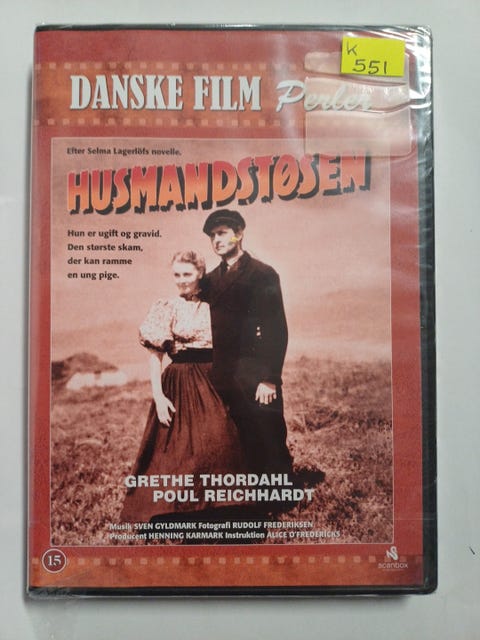 K
551
DANSKE FILM Perler
Efter Selma Lagerlöfs novelle.
HUSMANDSTØSEN
Hun er ugift og gravid.
Den største skam,
der kan ramme
en ung pige.
GRETHE THORDAHL
POUL REICHHARDT
Musik SVEN GYLDMARK Fotografi RUDOLF FREDERIKSEN
Producent HENNING KARMARK Instruktion ALICE O'FREDERICKS
15
scanbox